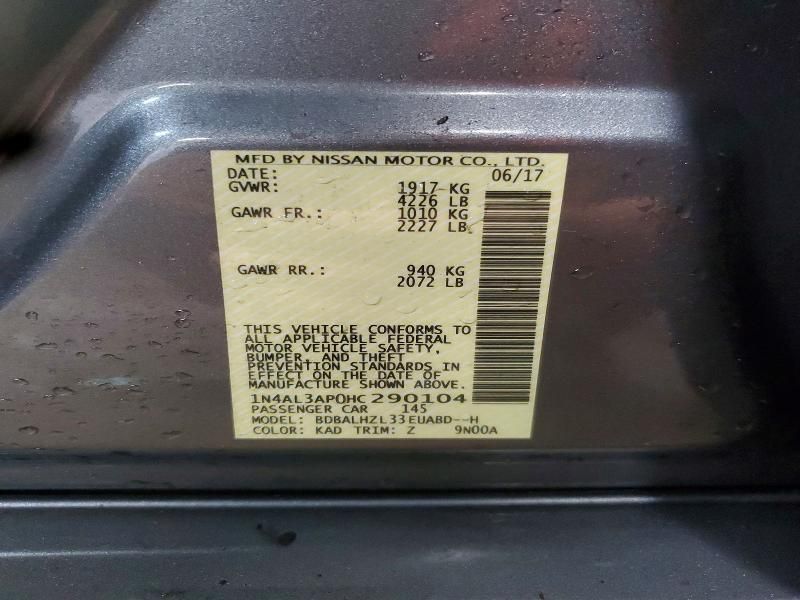 MFD BY NISSAN MOTOR CO., LTD.
DATE: 06/17
GVWR: 1917 KG
4226 LB
GAWR FR.: 1010 KG
2227 LB
GAWR RR.: 940 KG
2072 LB
THIS VEHICLE CONFORMS TO
ALL APPLICABLE FEDERAL
MOTOR VEHICLE SAFETY,
BUMPER, AND THEFT
PREVENTION STANDARDS IN
EFFECT ON THE DATE OF
MANUFACTURE SHOWN ABOVE.
1N4AL3AP0HC290104
PASSENGER CAR 145
MODEL: BDBALHZL33EUABD--H
COLOR: KAD TRIM: Z 9N00A